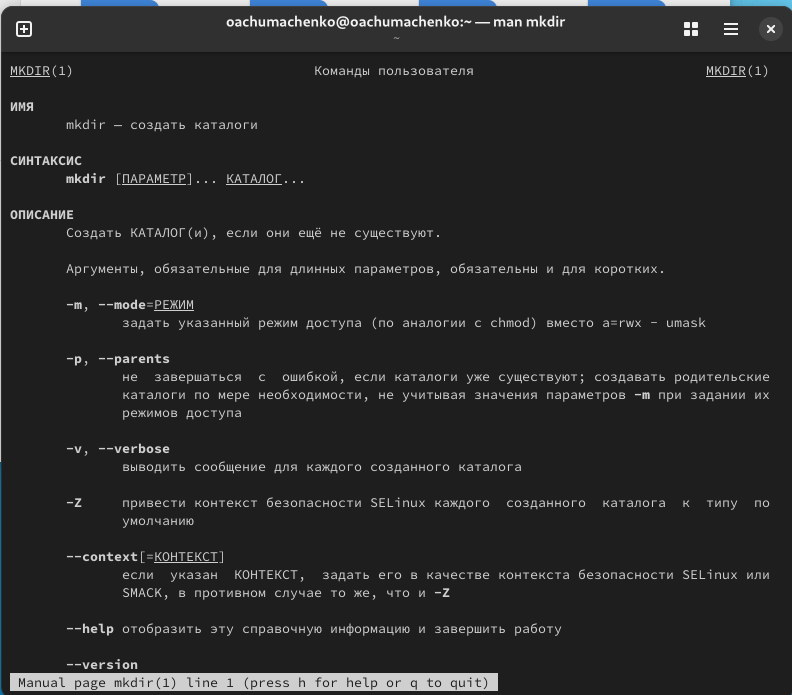 oachumachenko@oachumachenko:~ — man mkdir
~
MKDIR(1) Команды пользователя MKDIR(1)
ИМЯ
mkdir — создать каталоги
СИНТАКСИС
mkdir [ПАРАМЕТР]... КАТАЛОГ...
ОПИСАНИЕ
Создать КАТАЛОГ(и), если они ещё не существуют.
Аргументы, обязательные для длинных параметров, обязательны и для коротких.
-m, --mode=РЕЖИМ
задать указанный режим доступа (по аналогии с chmod) вместо a=rwx - umask
-p, --parents
не завершаться с ошибкой, если каталоги уже существуют; создавать родительские
каталоги по мере необходимости, не учитывая значения параметров -m при задании их
режимов доступа
-v, --verbose
выводить сообщение для каждого созданного каталога
-Z привести контекст безопасности SELinux каждого созданного каталога к типу по
умолчанию
--context[=КОНТЕКСТ]
если указан КОНТЕКСТ, задать его в качестве контекста безопасности SELinux или
SMACK, в противном случае то же, что и -Z
--help отобразить эту справочную информацию и завершить работу
--version
Manual page mkdir(1) line 1 (press h for help or q to quit)